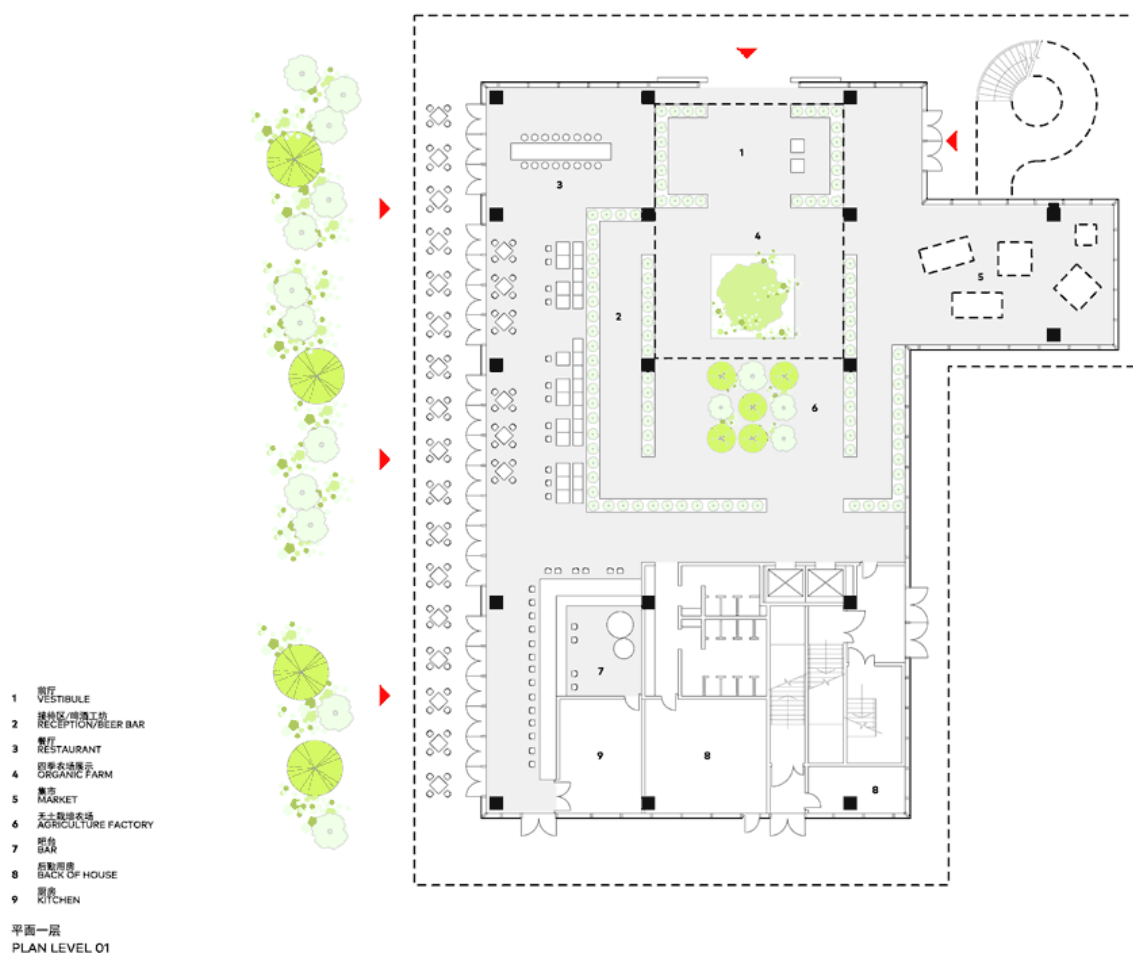 1
3
4
2
5
6
7
9
8
8
1 前厅
VESTIBULE
2 接待区/啤酒工坊
RECEPTION/BEER BAR
3 餐厅
RESTAURANT
4 四季农场展示
ORGANIC FARM
5 集市
MARKET
6 无土栽培农场
AGRICULTURE FACTORY
7 吧台
BAR
8 后勤用房
BACK OF HOUSE
9 厨房
KITCHEN
平面一层
PLAN LEVEL 01